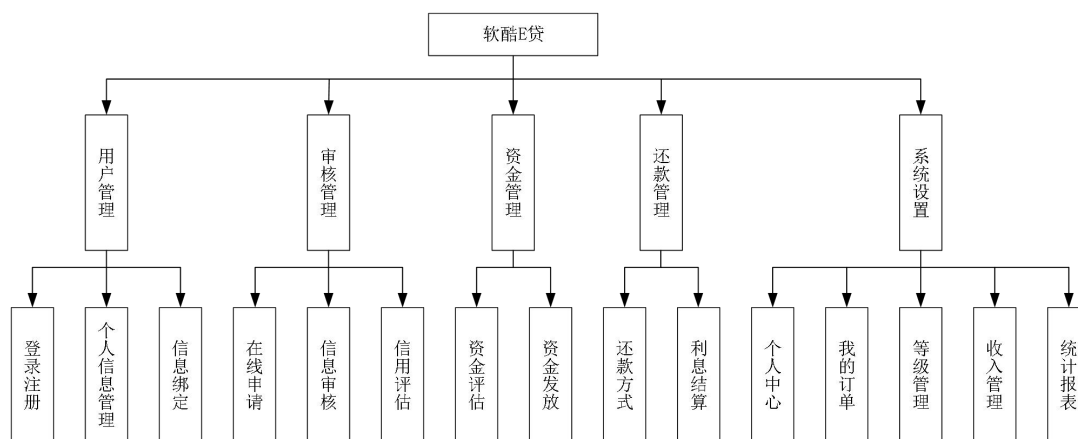 软酷E贷
用户管理
审核管理
资金管理
还款管理
系统设置
登录注册
个人信息管理
信息绑定
在线申请
信息审核
信用评估
资金评估
资金发放
还款方式
利息结算
个人中心
我的订单
等级管理
收入管理
统计报表